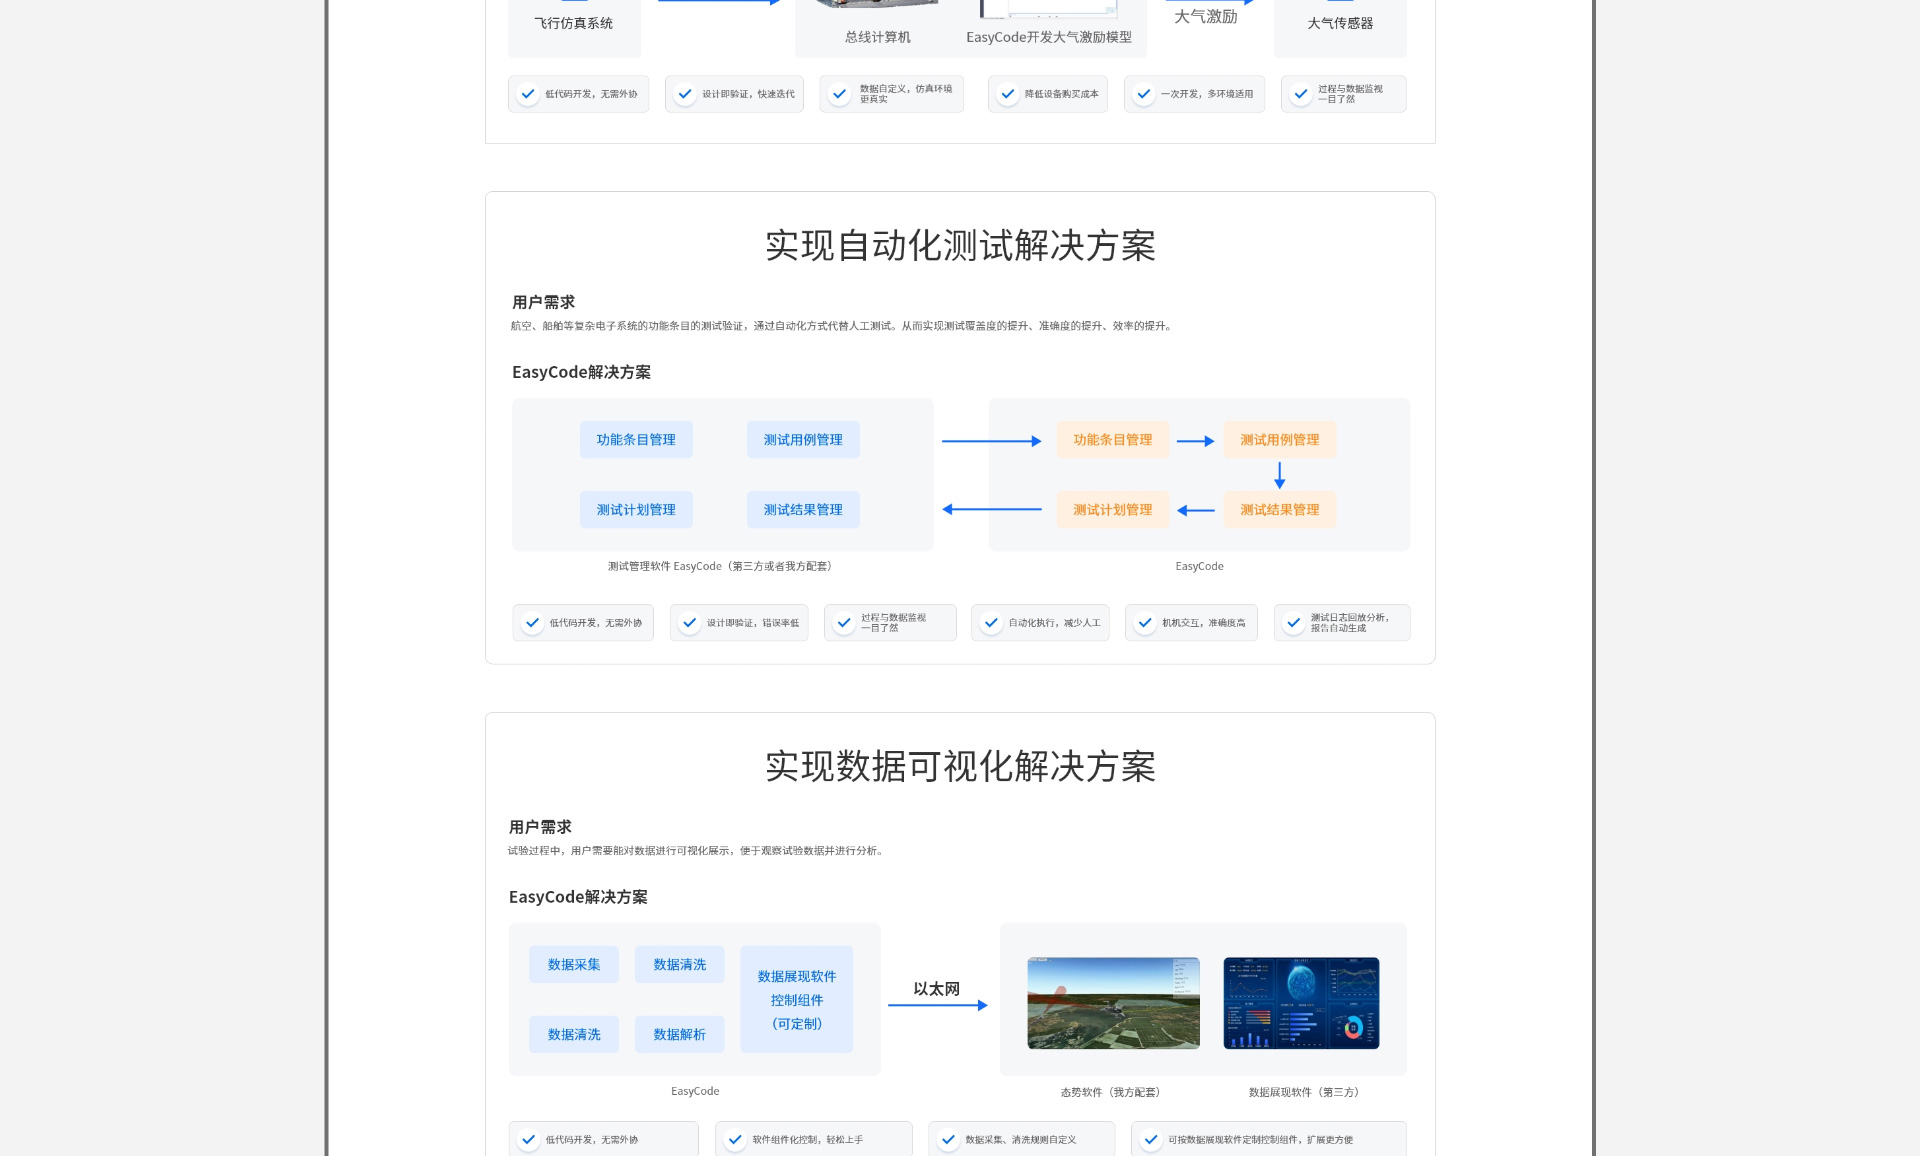 飞行仿真系统
总线计算机
EasyCode开发大气激励模型
大气激励
大气传感器
低代码开发，无需外协
设计即验证，快速迭代
数据自定义，仿真环境
更真实
降低设备购买成本
一次开发，多环境适用
过程与数据监视
一目了然
实现自动化测试解决方案
用户需求
航空、船舶等复杂电子系统的功能条目的测试验证，通过自动化方式代替人工测试。从而实现测试覆盖度的提升、准确度的提升、效率的提升。
EasyCode解决方案
功能条目管理
测试用例管理
功能条目管理
测试用例管理
测试计划管理
测试结果管理
测试计划管理
测试结果管理
测试管理软件 EasyCode（第三方或者我方配套）
EasyCode
低代码开发，无需外协
设计即验证，错误率低
过程与数据监视
一目了然
自动化执行，减少人工
机机交互，准确度高
测试日志回放分析，
报告自动生成
实现数据可视化解决方案
用户需求
试验过程中，用户需要能对数据进行可视化展示，便于观察试验数据并进行分析。
EasyCode解决方案
数据采集
数据清洗
数据展现软件
控制组件
（可定制）
数据清洗
数据解析
以太网
EasyCode
态势软件（我方配套）
数据展现软件（第三方）
低代码开发，无需外协
软件组件化控制，轻松上手
数据采集、清洗规则自定义
可按数据展现软件定制控制组件，扩展更方便